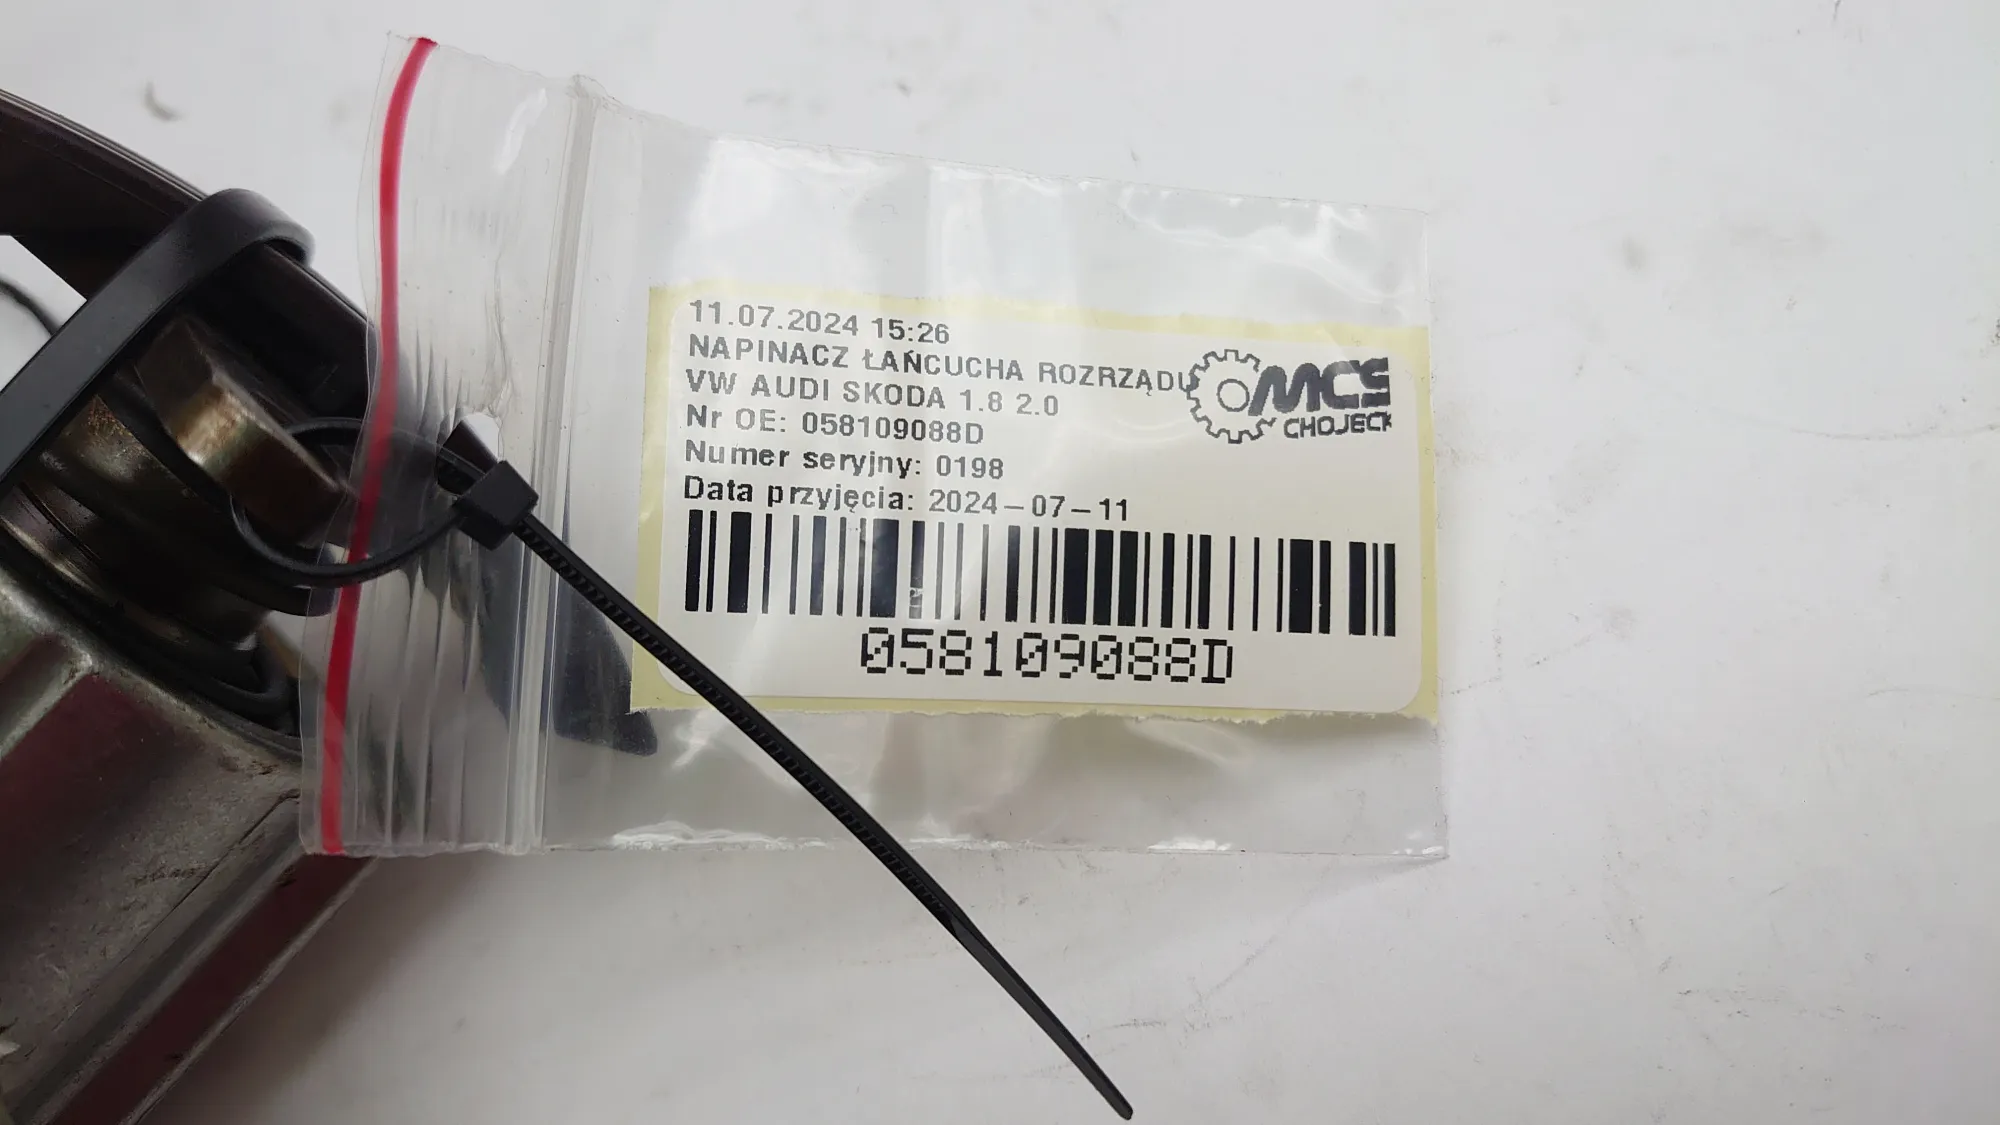 11.07.2024 15:26
NAPINACZ ŁAŃCUCHA ROZRZĄDU
VW AUDI SKODA 1.8 2.0
Nr OE: 058109088D
Numer seryjny: 0198
Data przyjęcia: 2024-07-11
MCS
CHOJECK
058109088D